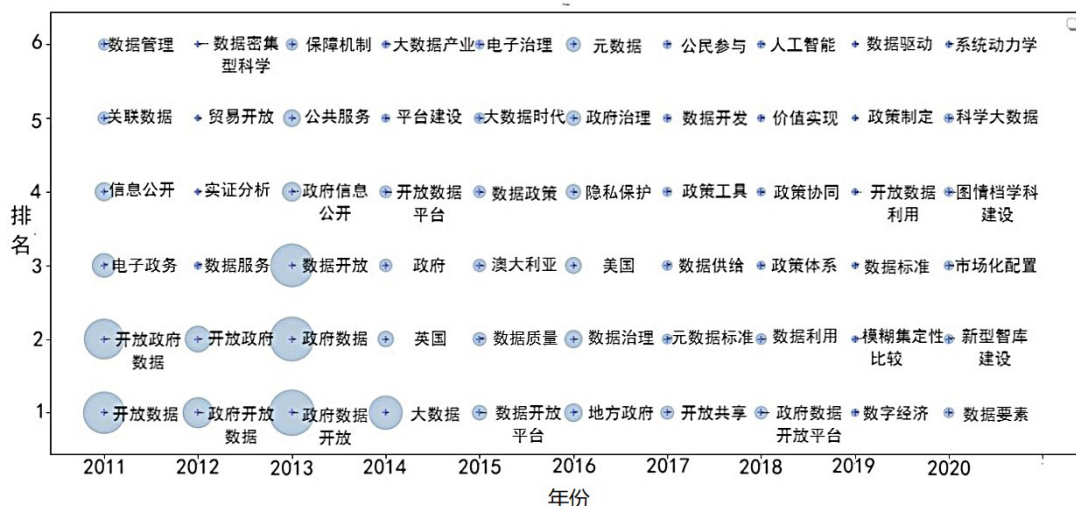 6 数据管理 数据密集 保障机制 大数据产业 电子治理 元数据 公民参与 人工智能 数据驱动 系统动力学
型科学
5 关联数据 贸易开放 公共服务 平台建设 大数据时代 政府治理 数据开发 价值实现 政策制定 科学大数据
4 信息公开 实证分析 政府信息 开放数据 数据政策 隐私保护 政策工具 政策协同 开放数据 图情档学科
公开 平台 利用 建设
排
名
3 电子政务 数据服务 数据开放 政府 澳大利亚 美国 数据供给 政策体系 数据标准 市场化配置
2 开放政府 开放政府 政府数据 英国 数据质量 数据治理 元数据标准 数据利用 模糊集定性 新型智库
数据 比较 建设
1 开放数据 政府开放 政府数据 大数据 数据开放 地方政府 开放共享 政府数据 数字经济 数据要素
数据 开放 平台 开放平台
2011 2012 2013 2014 2015 2016 2017 2018 2019 2020
年份